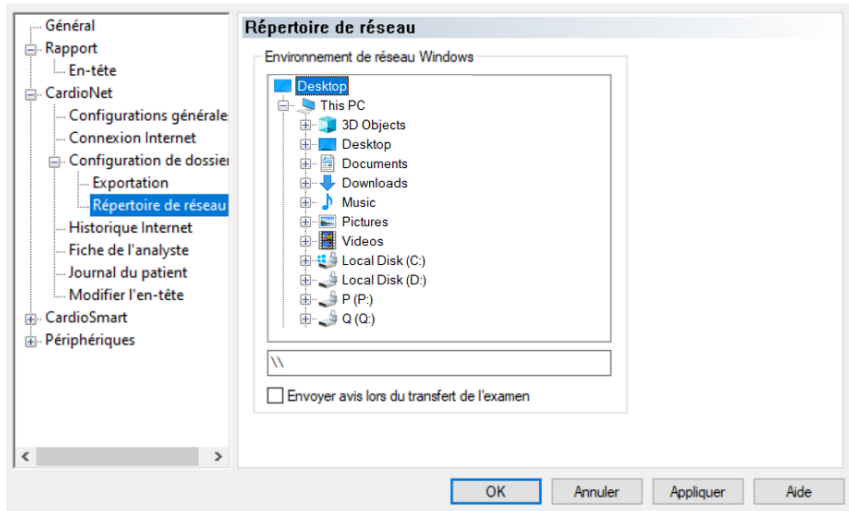 Général
Rapport
En-tête
CardioNet
Configurations générale
Connexion Internet
Configuration de dossier
Exportation
Répertoire de réseau
Historique Internet
Fiche de l'analyste
Journal du patient
Modifier l'en-tête
CardioSmart
Périphériques
Répertoire de réseau
Environnement de réseau Windows
Desktop
This PC
3D Objects
Desktop
Documents
Downloads
Music
Pictures
Videos
Local Disk (C:)
Local Disk (D:)
P (P:)
Q (Q:)
\\
Envoyer avis lors du transfert de l'examen
OK Annuler Appliquer Aide